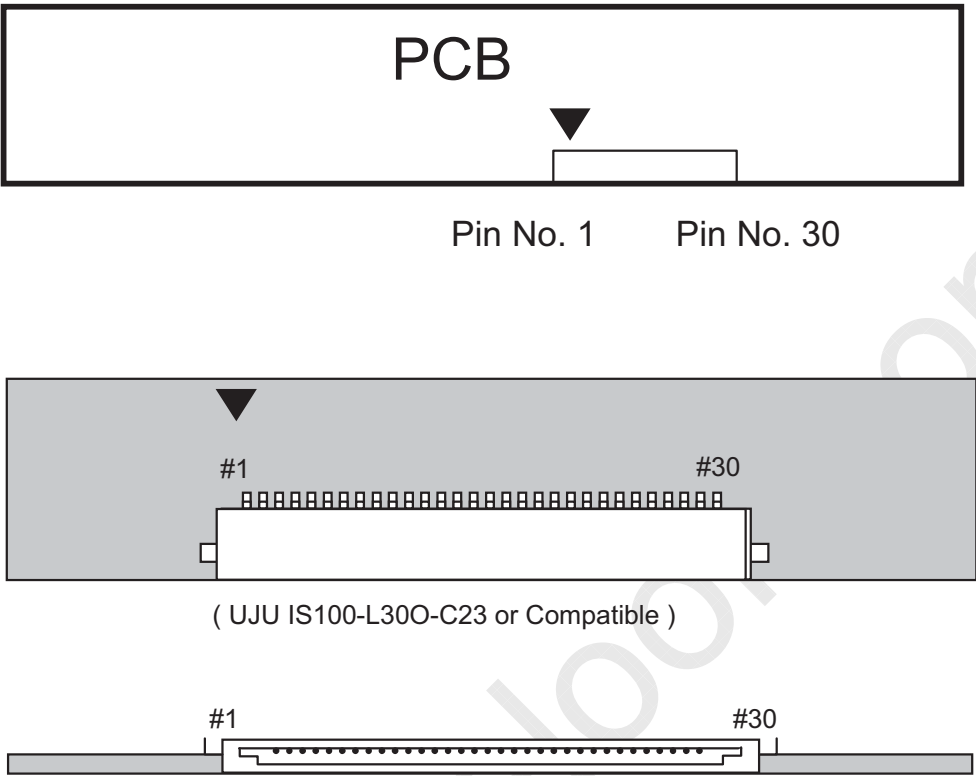 PCB
Pin No. 1 Pin No. 30
#1 #30
( UJU IS100-L30O-C23 or Compatible )
#1 #30